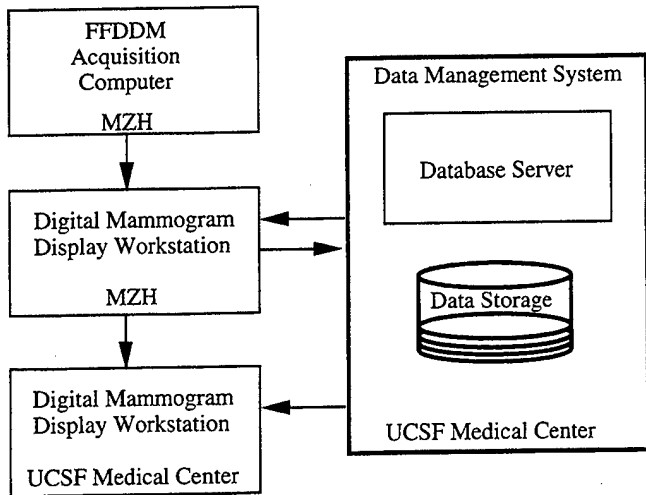 FFDDM
Acquisition
Computer
MZH
Digital Mammogram
Display Workstation
MZH
Digital Mammogram
Display Workstation
UCSF Medical Center
Data Management System
Database Server
Data Storage
UCSF Medical Center